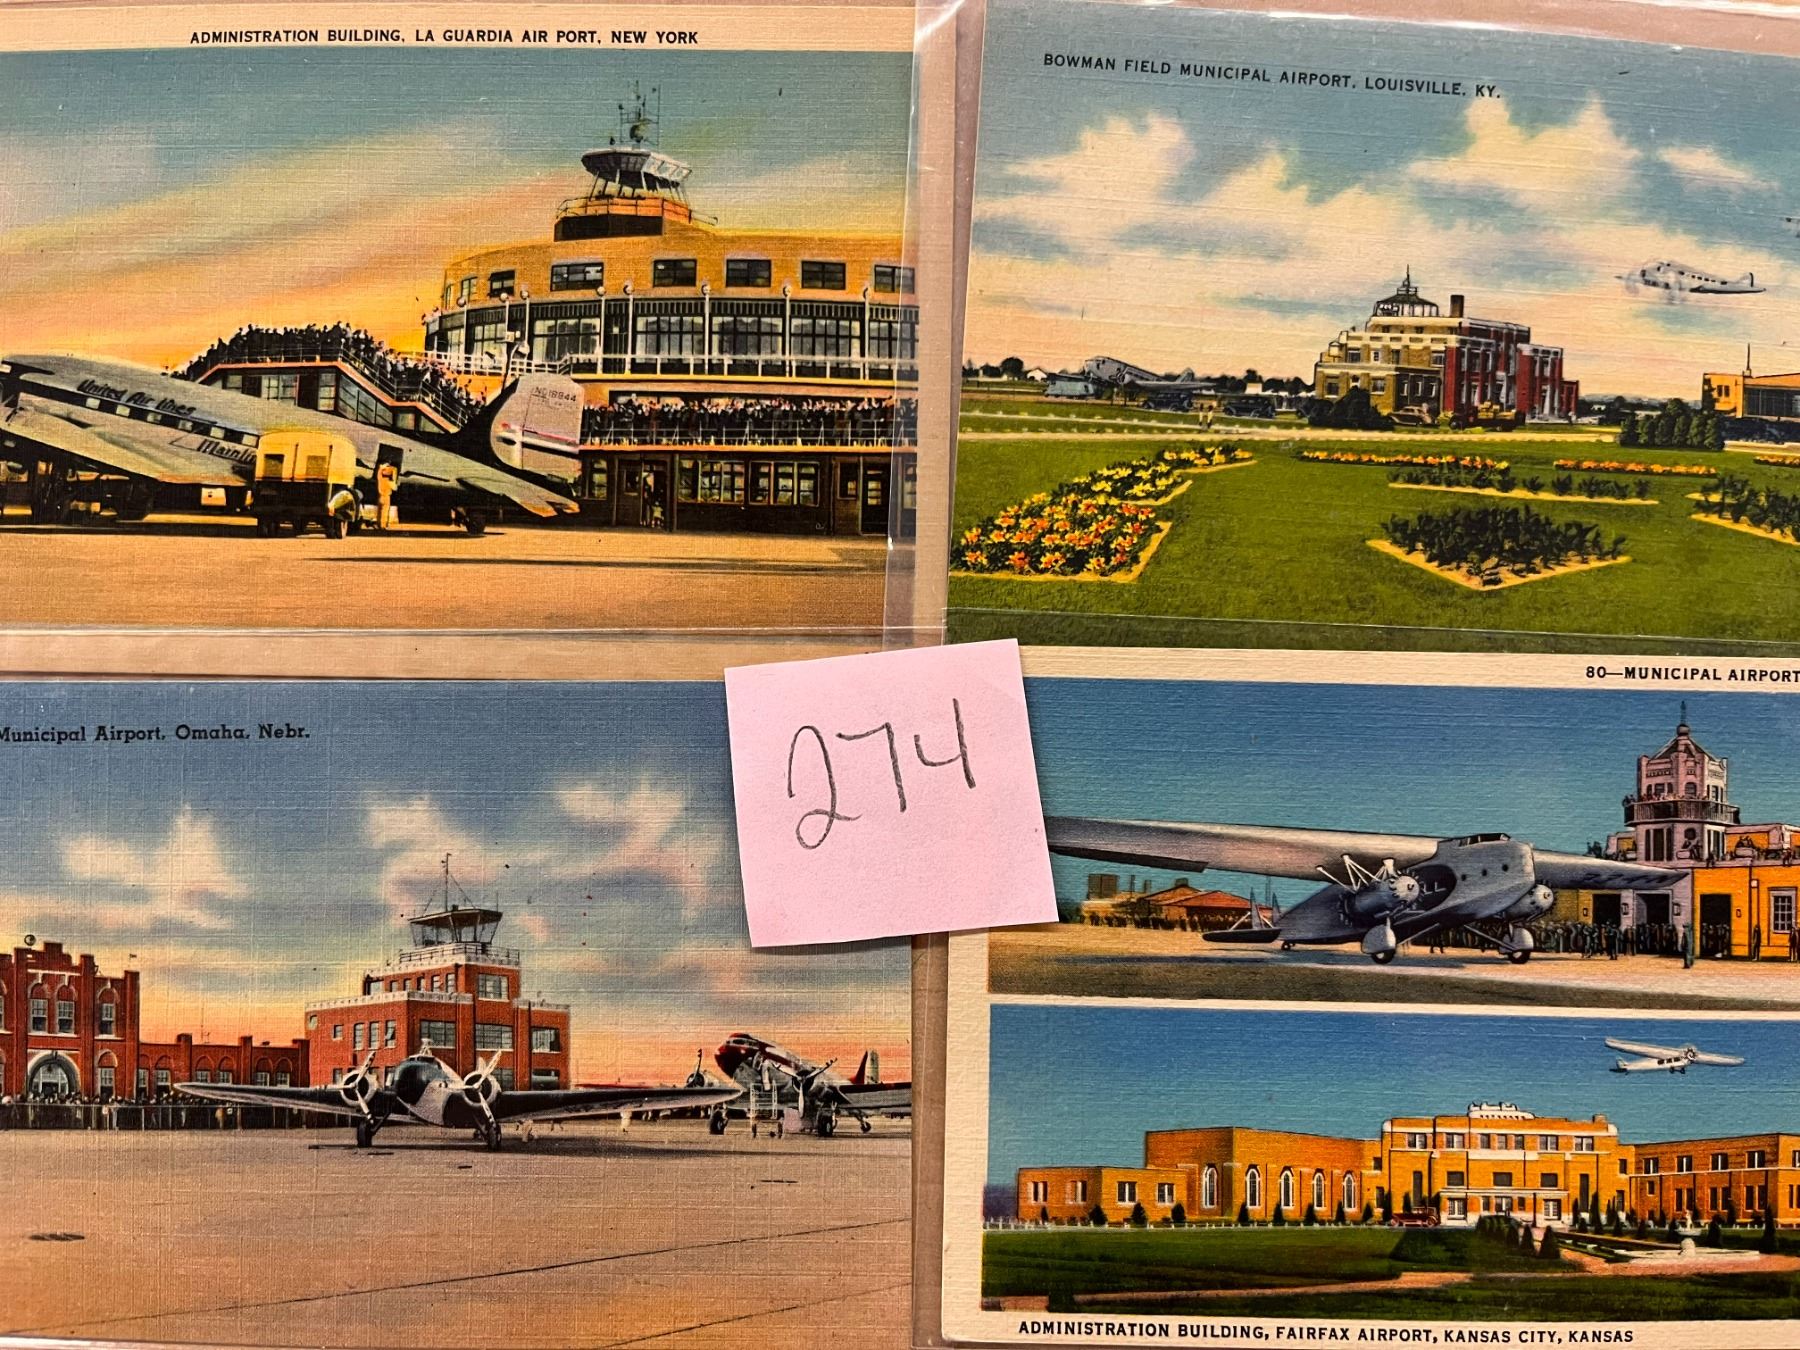 ADMINISTRATION BUILDING, LA GUARDIA AIR PORT, NEW YORK
United Air Lines
NC18944
BOWMAN FIELD MUNICIPAL AIRPORT, LOUISVILLE, KY.
Municipal Airport, Omaha, Nebr.
274
80—MUNICIPAL AIRPORT
ADMINISTRATION BUILDING, FAIRFAX AIRPORT, KANSAS CITY, KANSAS